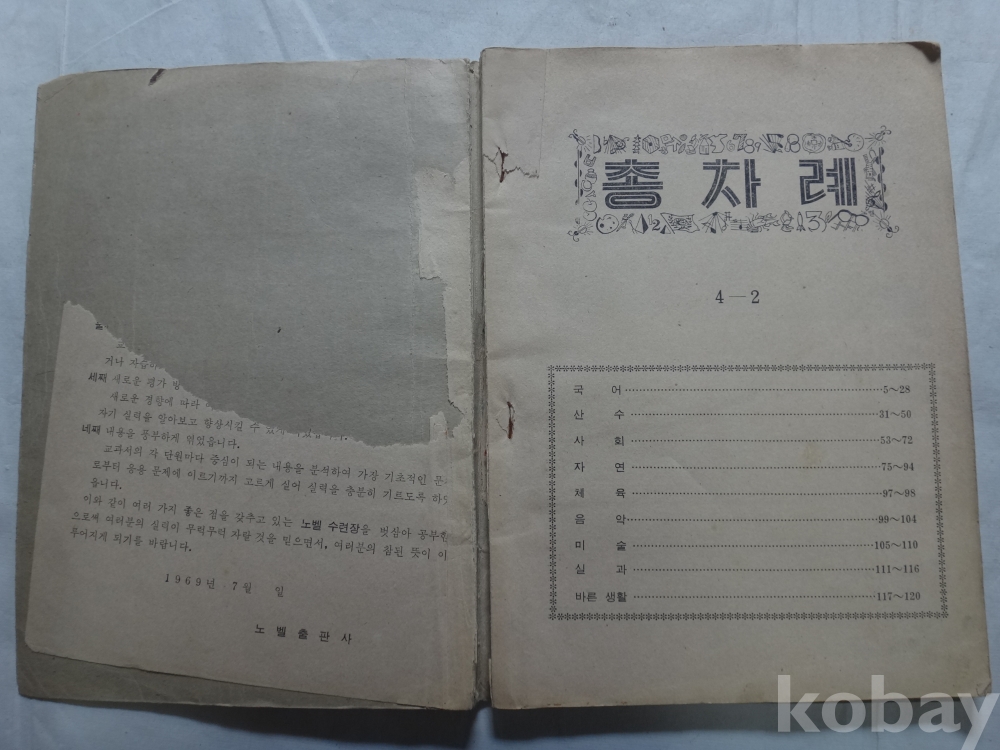 세째 새로운 평가
새로운 경향에 따라
자기 실력을 알아보고 향상시킬 수
네째 내용을 풍부하게 엮었읍니다.
교과서의 각 단원마다 중심이 되는 내용을 분석하여 가장 기초적인 문
로부터 응용 문제에 이르기까지 고르게 실어 실력을 충분히 기르도록 하
읍니다.
이와 같이 여러 가지 좋은 점을 갖추고 있는 노벨 수련장을 벗삼아 공부
으로써 여러분의 실력이 무럭무럭 자랄 것을 믿으면서, 여러분의 참된 뜻이 이
루어지게 되기를 바랍니다.
1969년 7월 일
노벨출판사
총차례
4—2
국 어 5~28
산 수 31~50
사 회 53~72
자 연 75~94
체 육 97~98
음 악 99~104
미 술 105~110
실 과 111~116
바른 생활 117~120
kobay